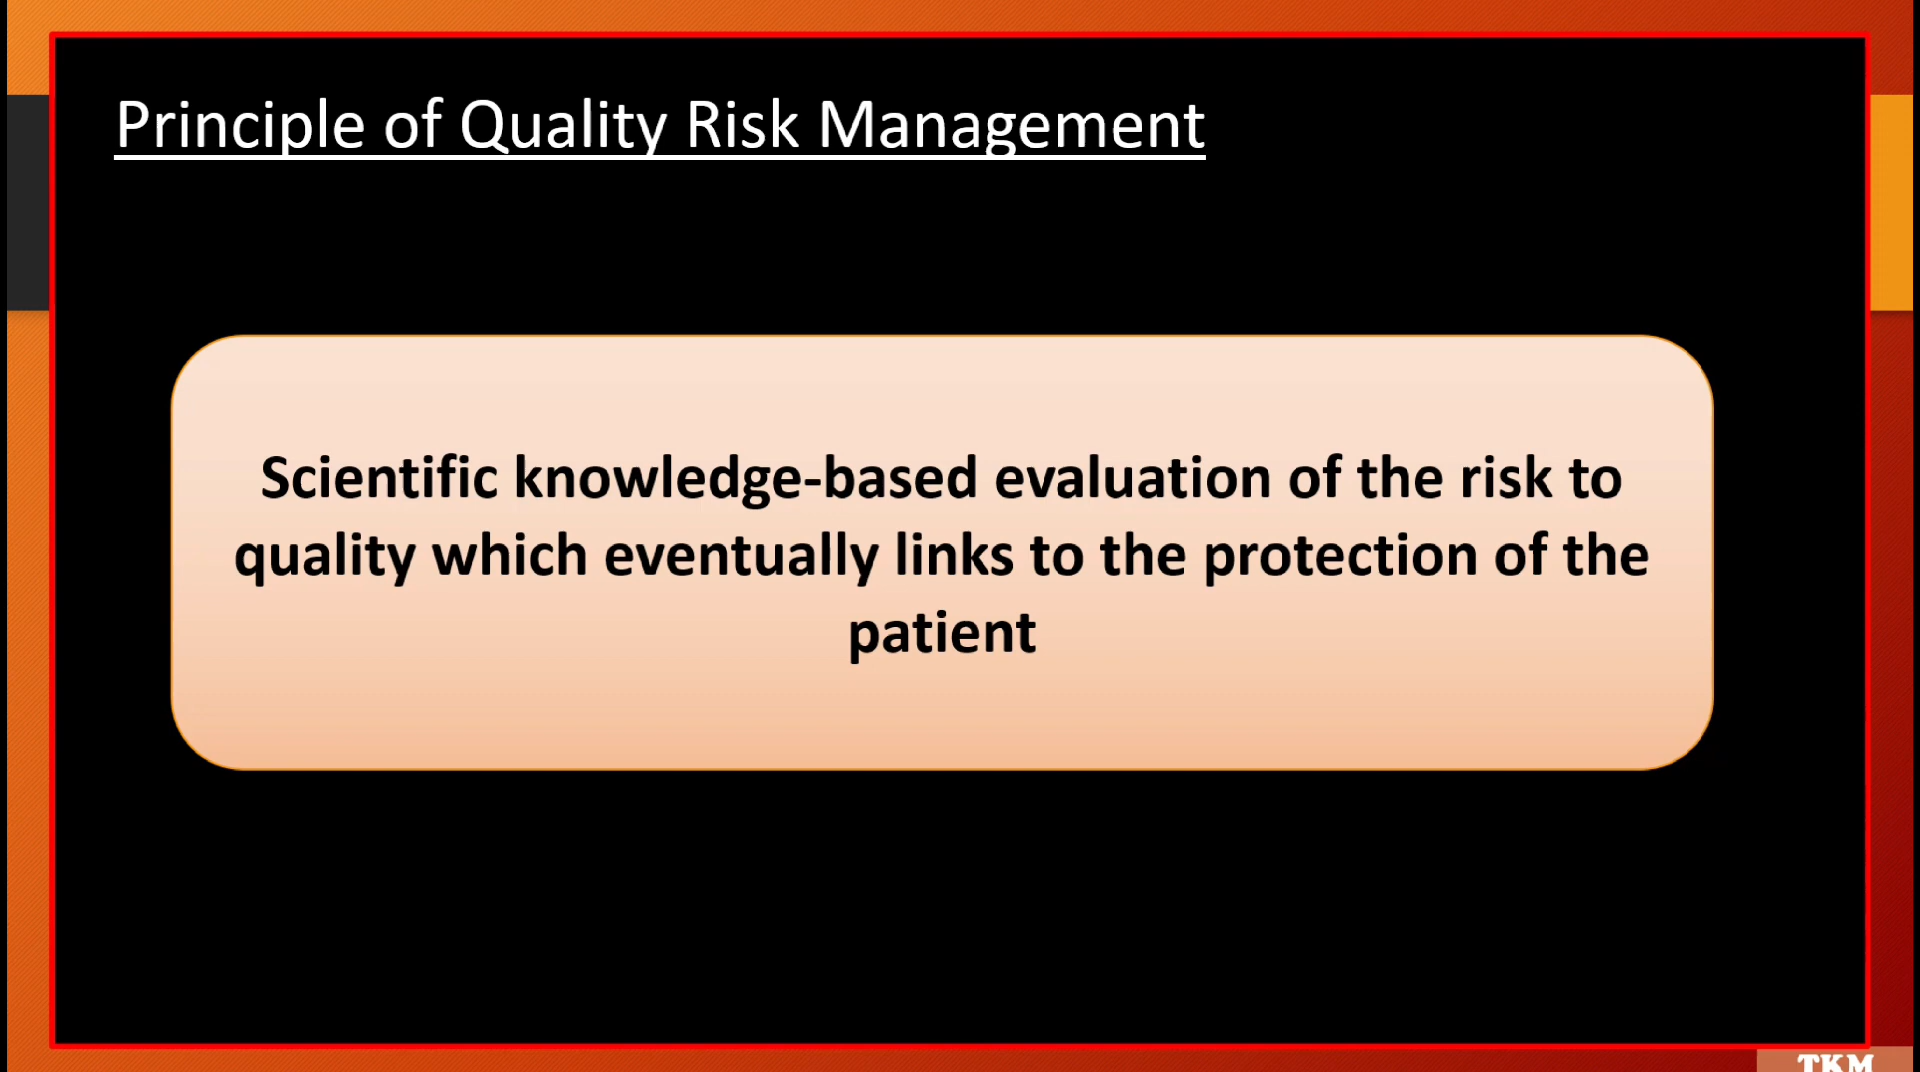 Principle of Quality Risk Management
Scientific knowledge-based evaluation of the risk to
quality which eventually links to the protection of the
patient
TKM